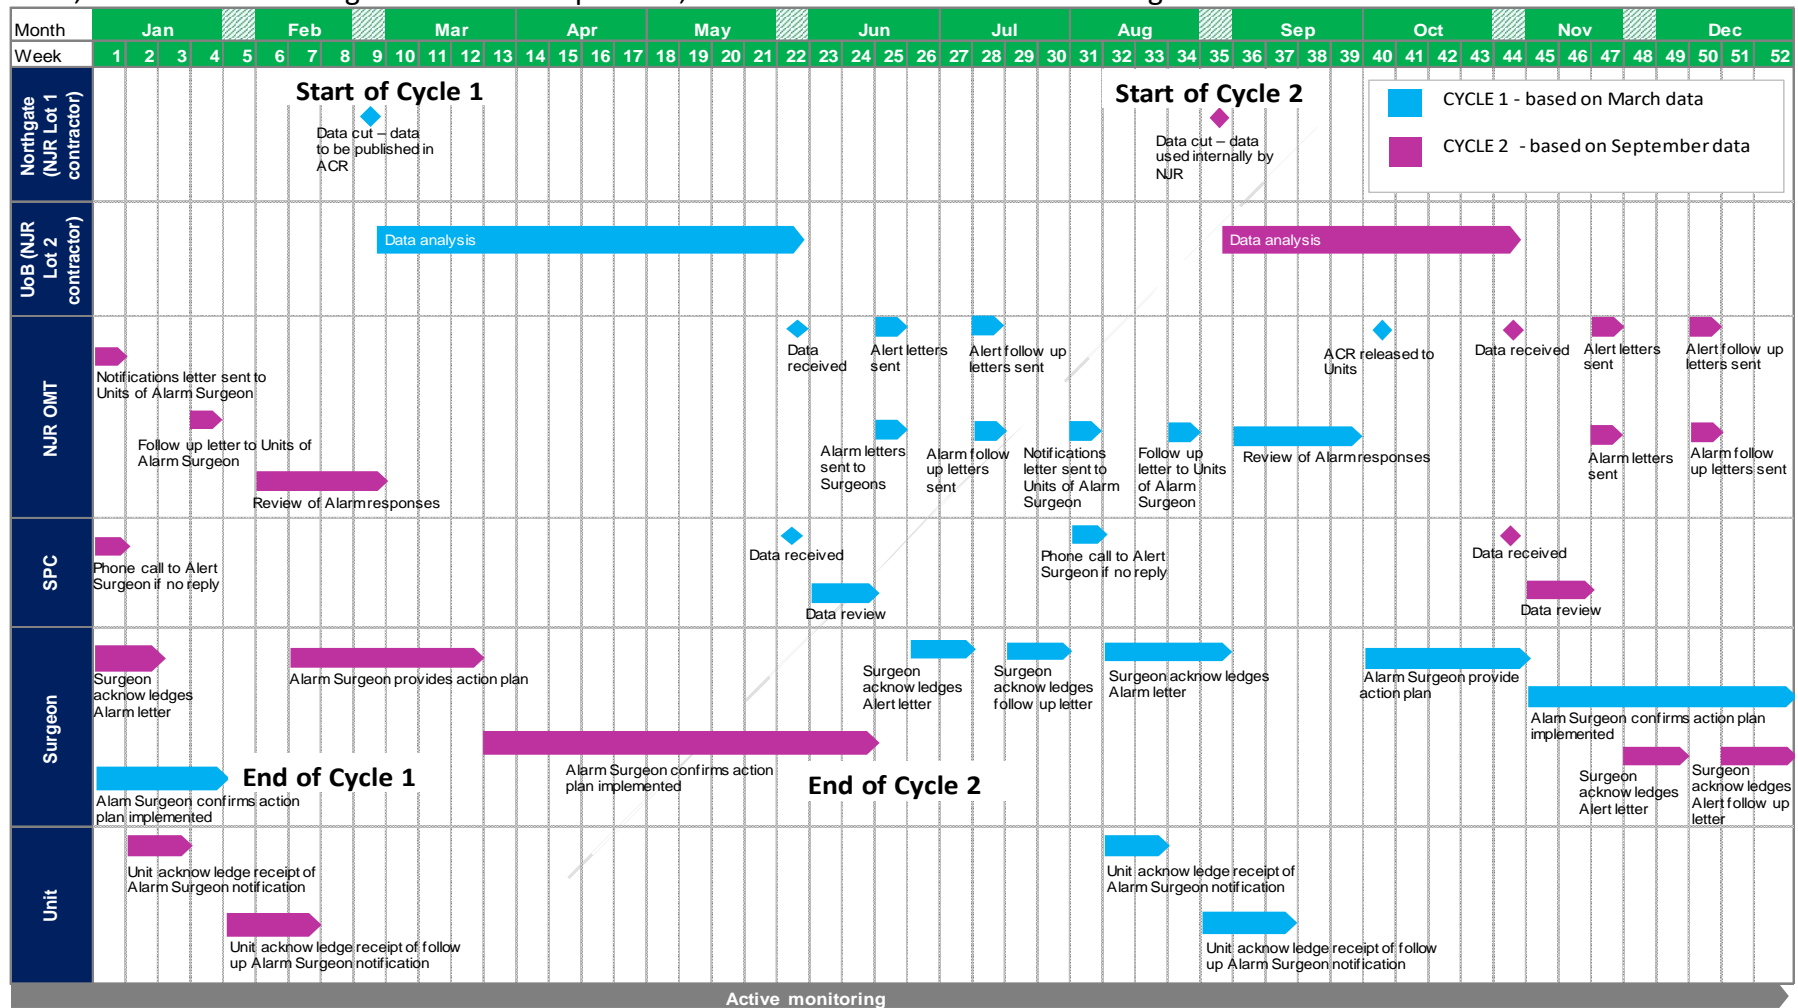 Month Jan Feb Mar Apr May Jun Jul Aug Sep Oct Nov Dec
Week 1 2 3 4 5 6 7 8 9 10 11 12 13 14 15 16 17 18 19 20 21 22 23 24 25 26 27 28 29 30 31 32 33 34 35 36 37 38 39 40 41 42 43 44 45 46 47 48 49 50 51 52
Northgate
(NJR Lot 1
contractor)
Start of Cycle 1
Data cut – data
to be published in
ACR
Start of Cycle 2
Data cut – data
used internally by
NJR
CYCLE 1 - based on March data
CYCLE 2 - based on September data
UoB (NJR
Lot 2
contractor)
Data analysis
Data analysis
NJR OMT
Notifications letter sent to
Units of Alarm Surgeon
Follow up letter to Units of
Alarm Surgeon
Review of Alarm responses
Data
received
Alert letters
sent
Alert follow up
letters sent
ACR released to
Units
Data received
Alert letters
sent
Alert follow up
letters sent
Alarm letters
sent to
Surgeons
Alarm follow
up letters
sent
Notifications
letter sent to
Units of Alarm
Surgeon
Follow up
letter to Units
of Alarm
Surgeon
Review of Alarm responses
Alarm letters
sent
Alarm follow
up letters sent
SPC
Phone call to Alert
Surgeon if no reply
Data received
Data review
Phone call to Alert
Surgeon if no reply
Data received
Data review
Surgeon
Surgeon
acknowledges
Alarm letter
Alarm Surgeon provides action plan
Surgeon
acknowledges
Alert letter
Surgeon
acknowledges
follow up letter
Surgeon acknowledges
Alarm letter
Alarm Surgeon provide
action plan
Alam Surgeon confirms action plan
implemented
Alarm Surgeon confirms action
plan implemented
End of Cycle 1
Alam Surgeon confirms action
plan implemented
End of Cycle 2
Surgeon
acknowledges
Alert letter
Surgeon
acknowledges
Alert follow up
letter
Unit
Unit acknowledge receipt of
Alarm Surgeon notification
Unit acknowledge receipt of follow
up Alarm Surgeon notification
Unit acknowledge receipt of
Alarm Surgeon notification
Unit acknowledge receipt of follow
up Alarm Surgeon notification
Active monitoring